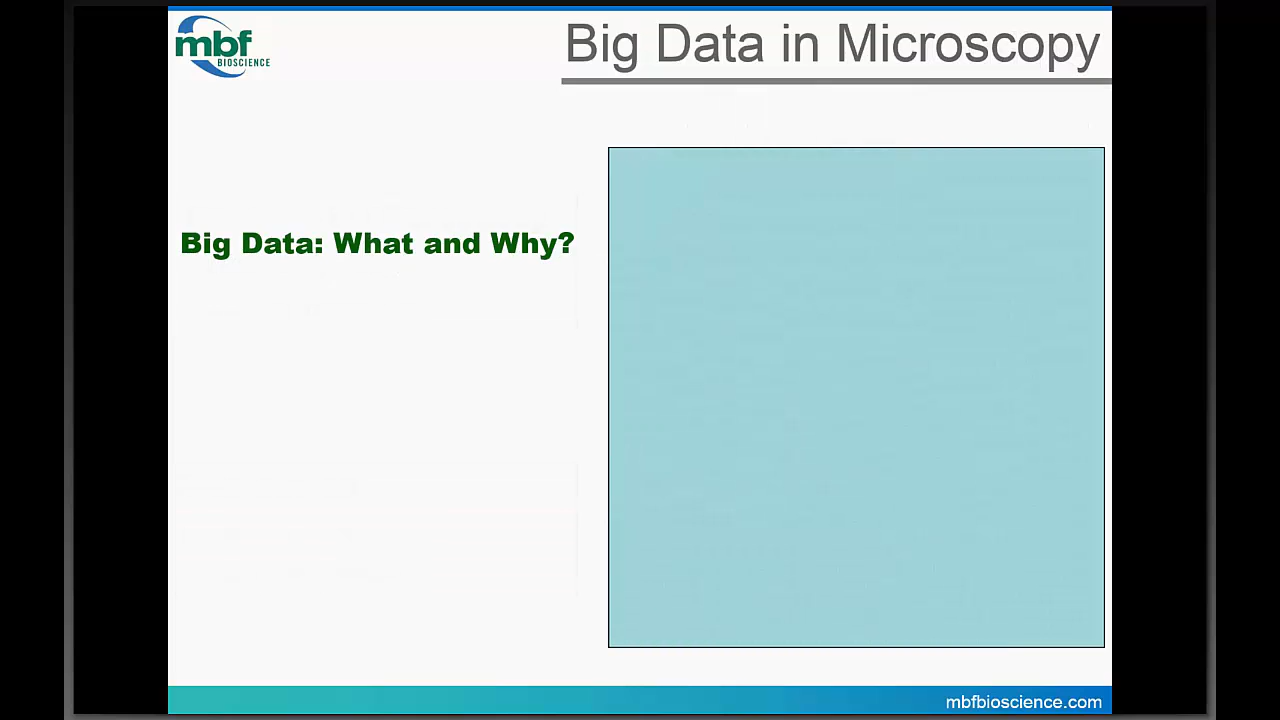 mbf
BIOSCIENCE
Big Data in Microscopy
Big Data: What and Why?
mbfbioscience.com